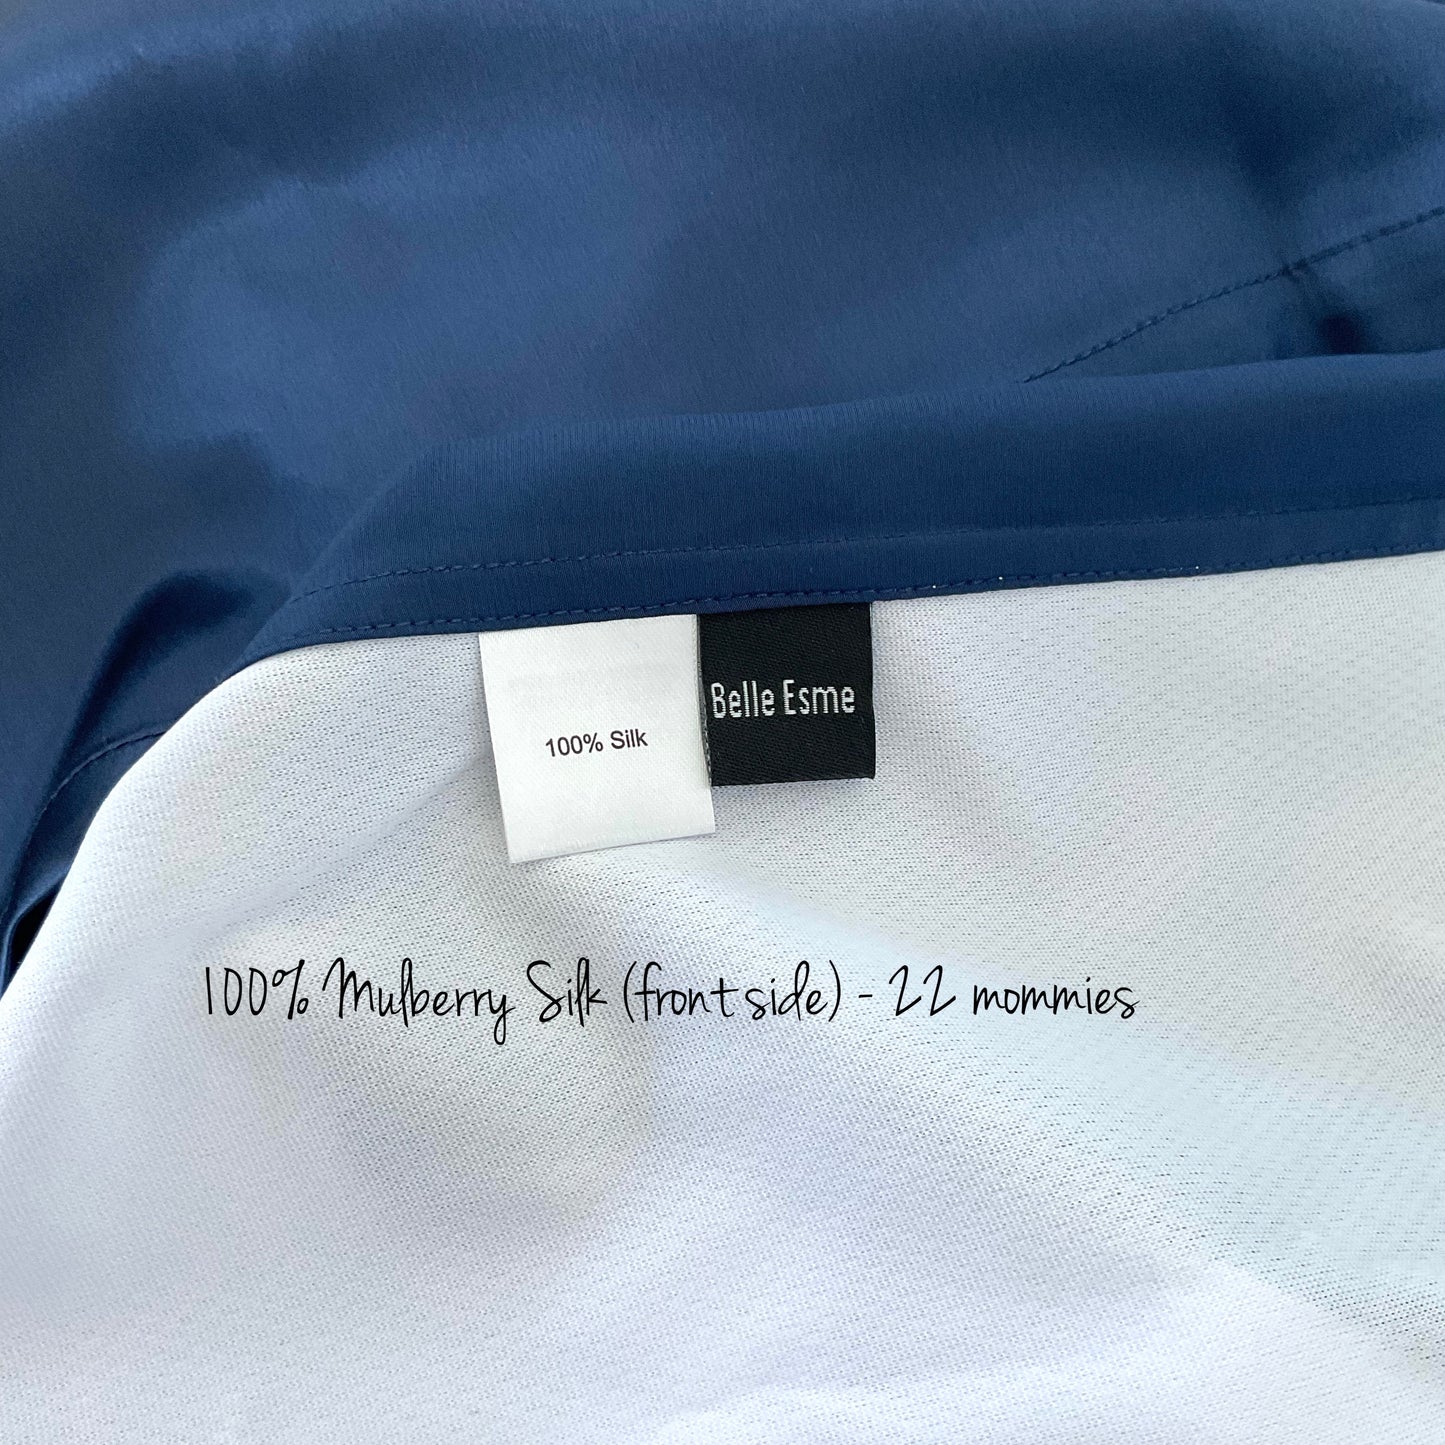 100% Silk
Belle Esme
100% Mulberry Silk (front side) - 22 mommies